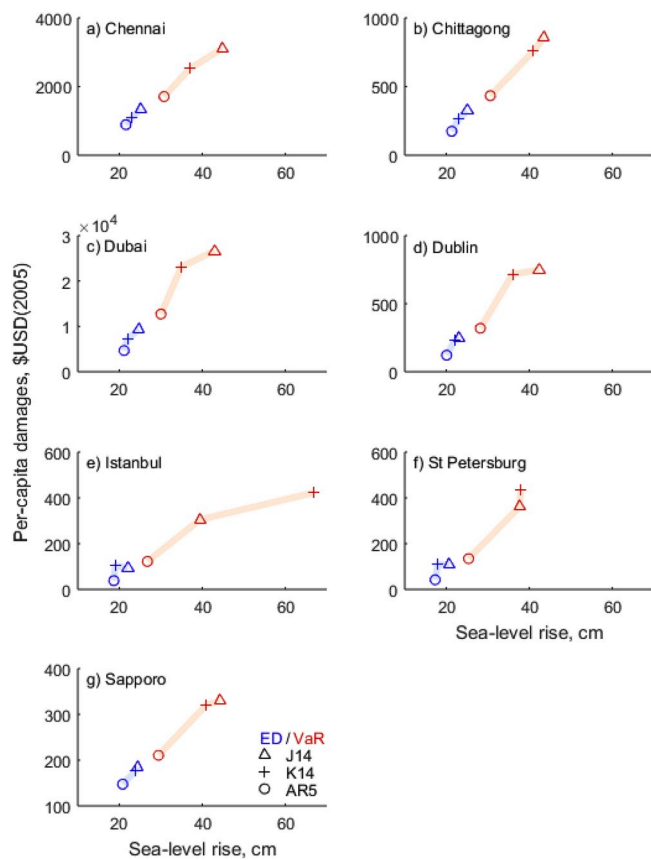 Per-capita damages, $USD(2005)
a) Chennai
4000
2000
0
20 40 60
b) Chittagong
1000
500
0
20 40 60
× 10^4
c) Dubai
3
2
1
0
20 40 60
d) Dublin
1000
500
0
20 40 60
e) Istanbul
600
400
200
0
20 40 60
f) St Petersburg
600
400
200
0
20 40 60
Sea-level rise, cm
g) Sapporo
400
300
200
100
20 40 60
Sea-level rise, cm
ED / VaR
J14
K14
AR5